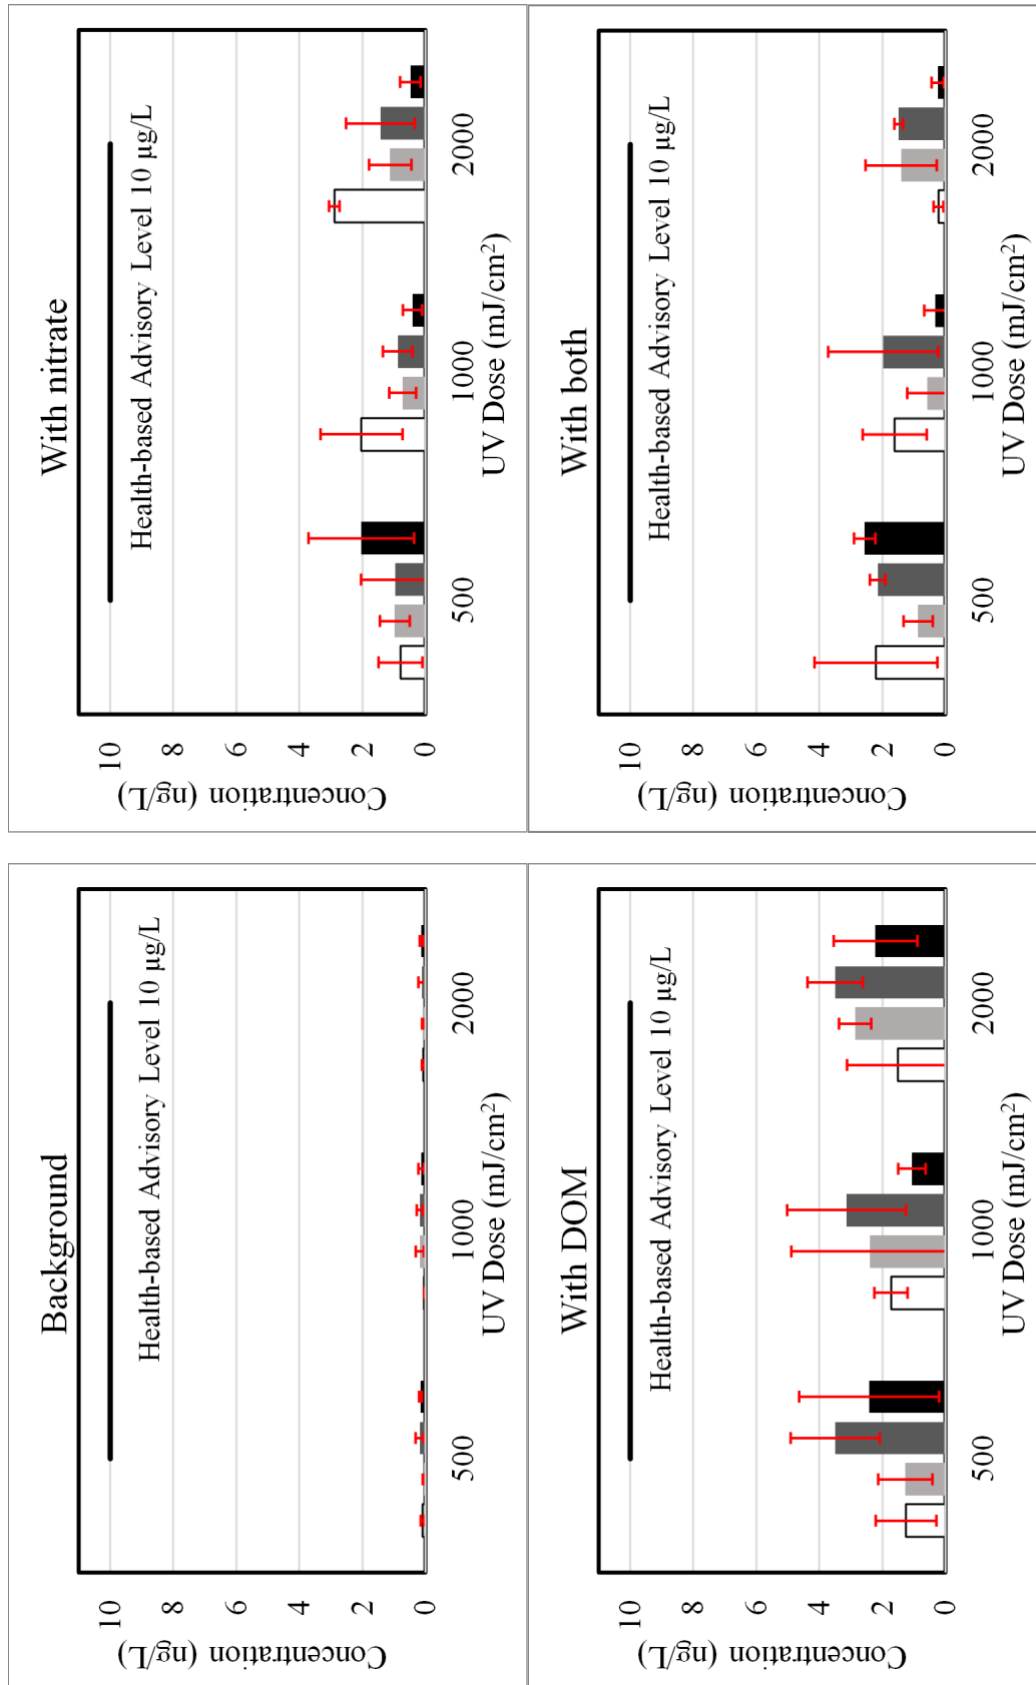 Background
Concentration (ng/L)
10
8
6
4
2
0
Health-based Advisory Level 10 µg/L
500
1000
2000
UV Dose (mJ/cm²)
With nitrate
Concentration (ng/L)
10
8
6
4
2
0
Health-based Advisory Level 10 µg/L
500
1000
2000
UV Dose (mJ/cm²)
With DOM
Concentration (ng/L)
10
8
6
4
2
0
Health-based Advisory Level 10 µg/L
500
1000
2000
UV Dose (mJ/cm²)
With both
Concentration (ng/L)
10
8
6
4
2
0
Health-based Advisory Level 10 µg/L
500
1000
2000
UV Dose (mJ/cm²)